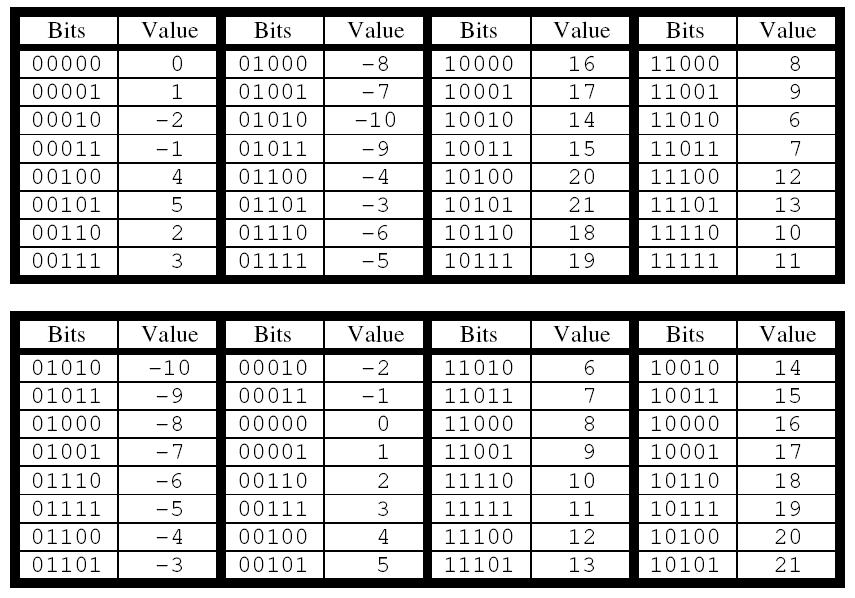 Bits Value Bits Value Bits Value Bits Value
00000 0 01000 −8 10000 16 11000 8
00001 1 01001 −7 10001 17 11001 9
00010 −2 01010 −10 10010 14 11010 6
00011 −1 01011 −9 10011 15 11011 7
00100 4 01100 −4 10100 20 11100 12
00101 5 01101 −3 10101 21 11101 13
00110 2 01110 −6 10110 18 11110 10
00111 3 01111 −5 10111 19 11111 11
Bits Value Bits Value Bits Value Bits Value
01010 −10 00010 −2 11010 6 10010 14
01011 −9 00011 −1 11011 7 10011 15
01000 −8 00000 0 11000 8 10000 16
01001 −7 00001 1 11001 9 10001 17
01110 −6 00110 2 11110 10 10110 18
01111 −5 00111 3 11111 11 10111 19
01100 −4 00100 4 11100 12 10100 20
01101 −3 00101 5 11101 13 10101 21